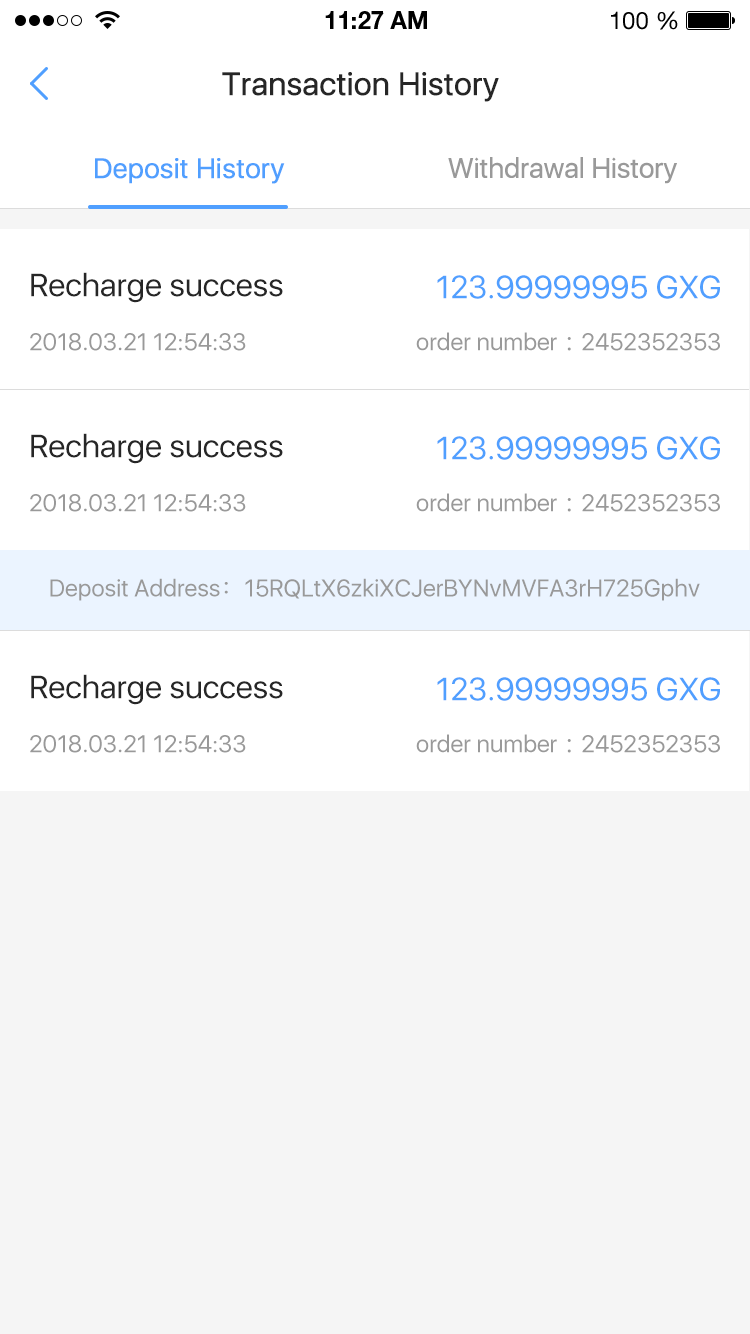 11:27 AM 100 %
Transaction History
Deposit History Withdrawal History
Recharge success 123.99999995 GXG
2018.03.21 12:54:33 order number：2452352353
Recharge success 123.99999995 GXG
2018.03.21 12:54:33 order number：2452352353
Deposit Address： 15RQLtX6zkiXCJerBYNvMVFA3rH725Gphv
Recharge success 123.99999995 GXG
2018.03.21 12:54:33 order number：2452352353